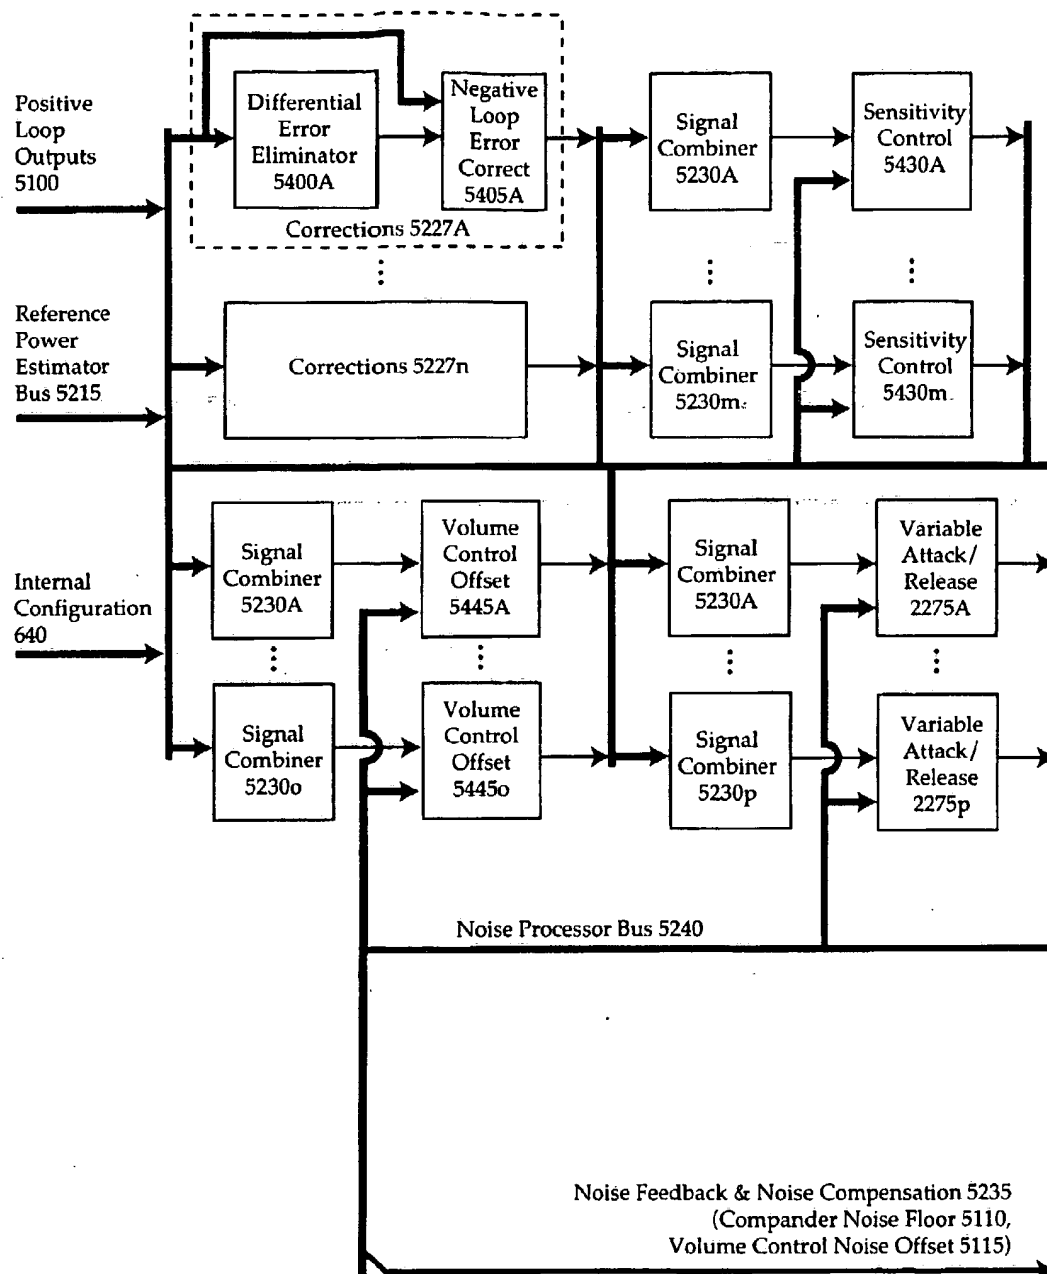 Positive
Loop
Outputs
5100
Differential
Error
Eliminator
5400A
Negative
Loop
Error
Correct
5405A
Corrections 5227A
Signal
Combiner
5230A
Sensitivity
Control
5430A
Reference
Power
Estimator
Bus 5215
Corrections 5227n
Signal
Combiner
5230m
Sensitivity
Control
5430m
Internal
Configuration
640
Signal
Combiner
5230A
Volume
Control
Offset
5445A
Signal
Combiner
5230A
Variable
Attack/
Release
2275A
Signal
Combiner
5230o
Volume
Control
Offset
5445o
Signal
Combiner
5230p
Variable
Attack/
Release
2275p
Noise Processor Bus 5240
Noise Feedback & Noise Compensation 5235
(Compander Noise Floor 5110,
Volume Control Noise Offset 5115)